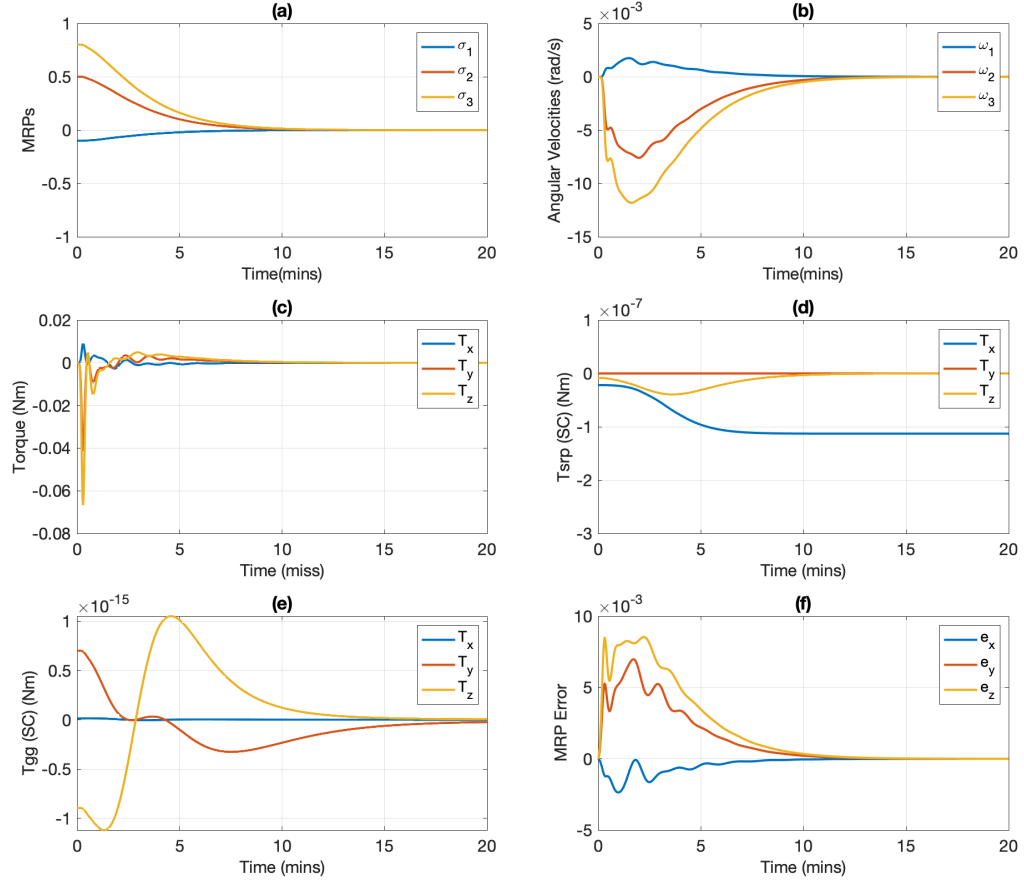 (a)
MRPs
1
0.5
0
-0.5
-1
σ1
σ2
σ3
0 5 10 15 20
Time(mins)
(b)
×10-3
Angular Velocities (rad/s)
5
0
-5
-10
-15
ω1
ω2
ω3
0 5 10 15 20
Time(mins)
(c)
Torque (Nm)
0.02
0
-0.02
-0.04
-0.06
-0.08
Tx
Ty
Tz
0 5 10 15 20
Time (miss)
(d)
×10-7
Tsrp (SC) (Nm)
1
0
-1
-2
-3
Tx
Ty
Tz
0 5 10 15 20
Time (mins)
(e)
×10-15
Tgg (SC) (Nm)
1
0.5
0
-0.5
-1
Tx
Ty
Tz
0 5 10 15 20
Time (mins)
(f)
×10-3
MRP Error
10
5
0
-5
ex
ey
ez
0 5 10 15 20
Time (mins)